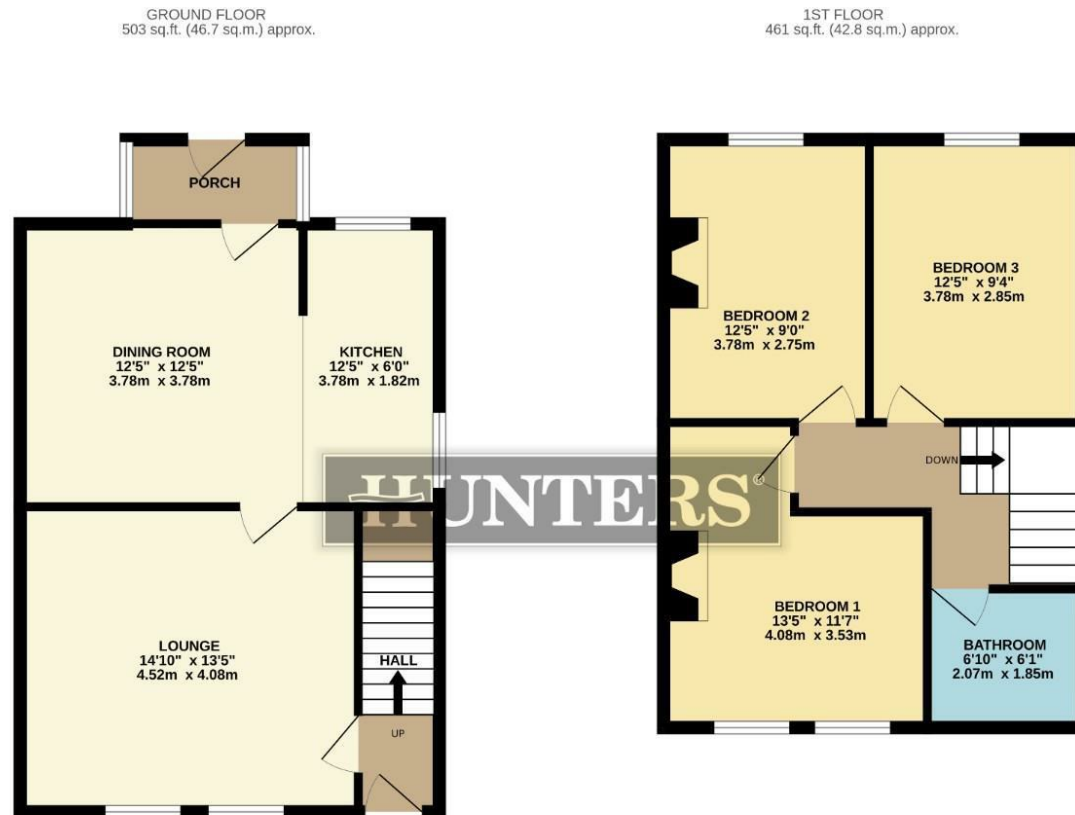 GROUND FLOOR
503 sq.ft. (46.7 sq.m.) approx.
PORCH
DINING ROOM
12'5" x 12'5"
3.78m x 3.78m
KITCHEN
12'5" x 6'0"
3.78m x 1.82m
LOUNGE
14'10" x 13'5"
4.52m x 4.08m
HALL
UP
1ST FLOOR
461 sq.ft. (42.8 sq.m.) approx.
BEDROOM 2
12'5" x 9'0"
3.78m x 2.75m
BEDROOM 3
12'5" x 9'4"
3.78m x 2.85m
DOWN
BEDROOM 1
13'5" x 11'7"
4.08m x 3.53m
BATHROOM
6'10" x 6'1"
2.07m x 1.85m
HUNTERS®